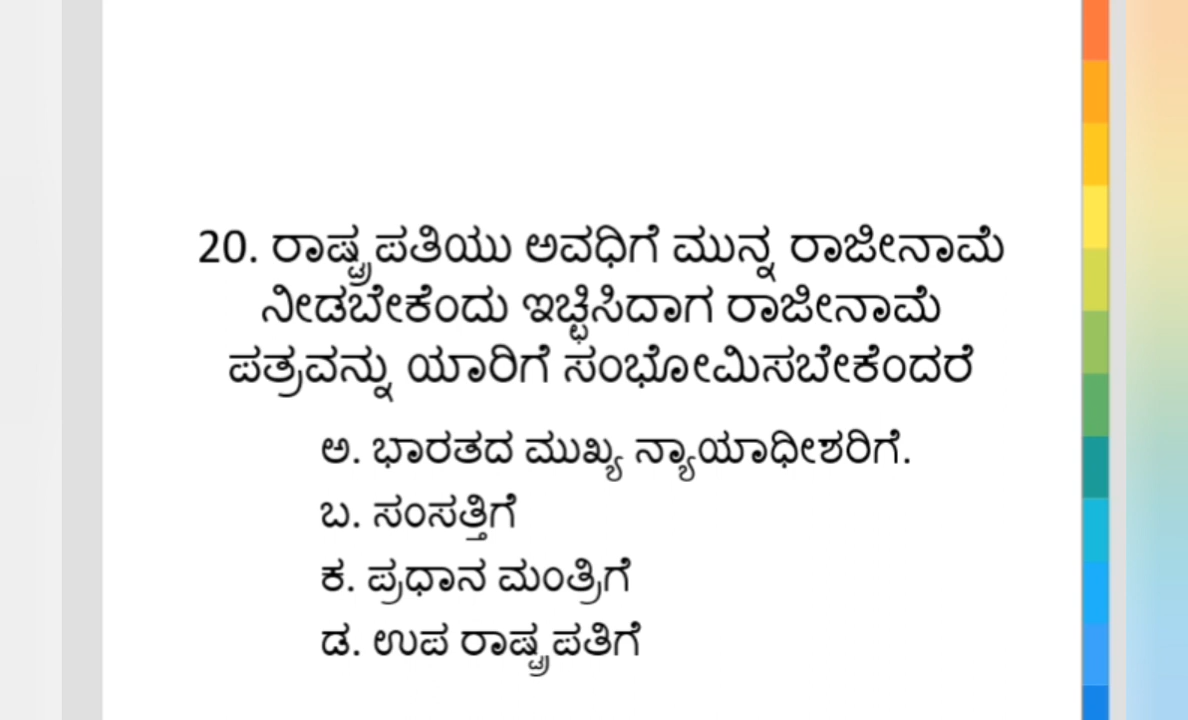 20. ರಾಷ್ಟ್ರಪತಿಯು ಅವಧಿಗೆ ಮುನ್ನ ರಾಜೀನಾಮೆ
ನೀಡಬೇಕೆಂದು ಇಚ್ಛಿಸಿದಾಗ ರಾಜೀನಾಮೆ
ಪತ್ರವನ್ನು ಯಾರಿಗೆ ಸಂಭೋಮಿಸಬೇಕೆಂದರೆ
ಅ. ಭಾರತದ ಮುಖ್ಯ ನ್ಯಾಯಾಧೀಶರಿಗೆ.
ಬ. ಸಂಸತ್ತಿಗೆ
ಕ. ಪ್ರಧಾನ ಮಂತ್ರಿಗೆ
ಡ. ಉಪ ರಾಷ್ಟ್ರಪತಿಗೆ